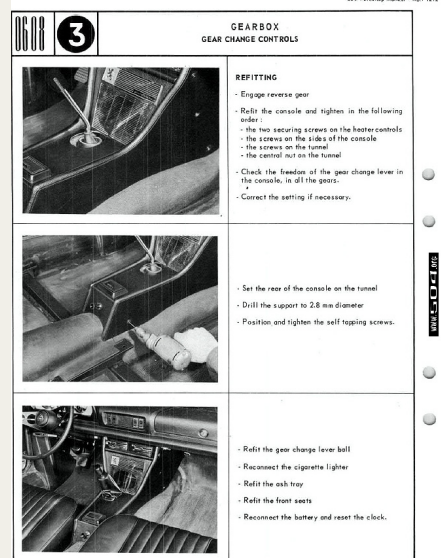 0608
3
GEARBOX
GEAR CHANGE CONTROLS
REFITTING
- Engage reverse gear
- Refit the console and tighten in the following
order :
- the two securing screws on the heater controls
- the screws on the sides of the console
- the screws on the tunnel
- the central nut on the tunnel
- Check the freedom of the gear change lever in
the console, in all the gears.
- Correct the setting if necessary.
- Set the rear of the console on the tunnel
- Drill the support to 2.8 mm diameter
- Position and tighten the self tapping screws.
- Refit the gear change lever ball
- Reconnect the cigarette lighter
- Refit the ash tray
- Refit the front seats
- Reconnect the battery and reset the clock.
WWW.504.ORG